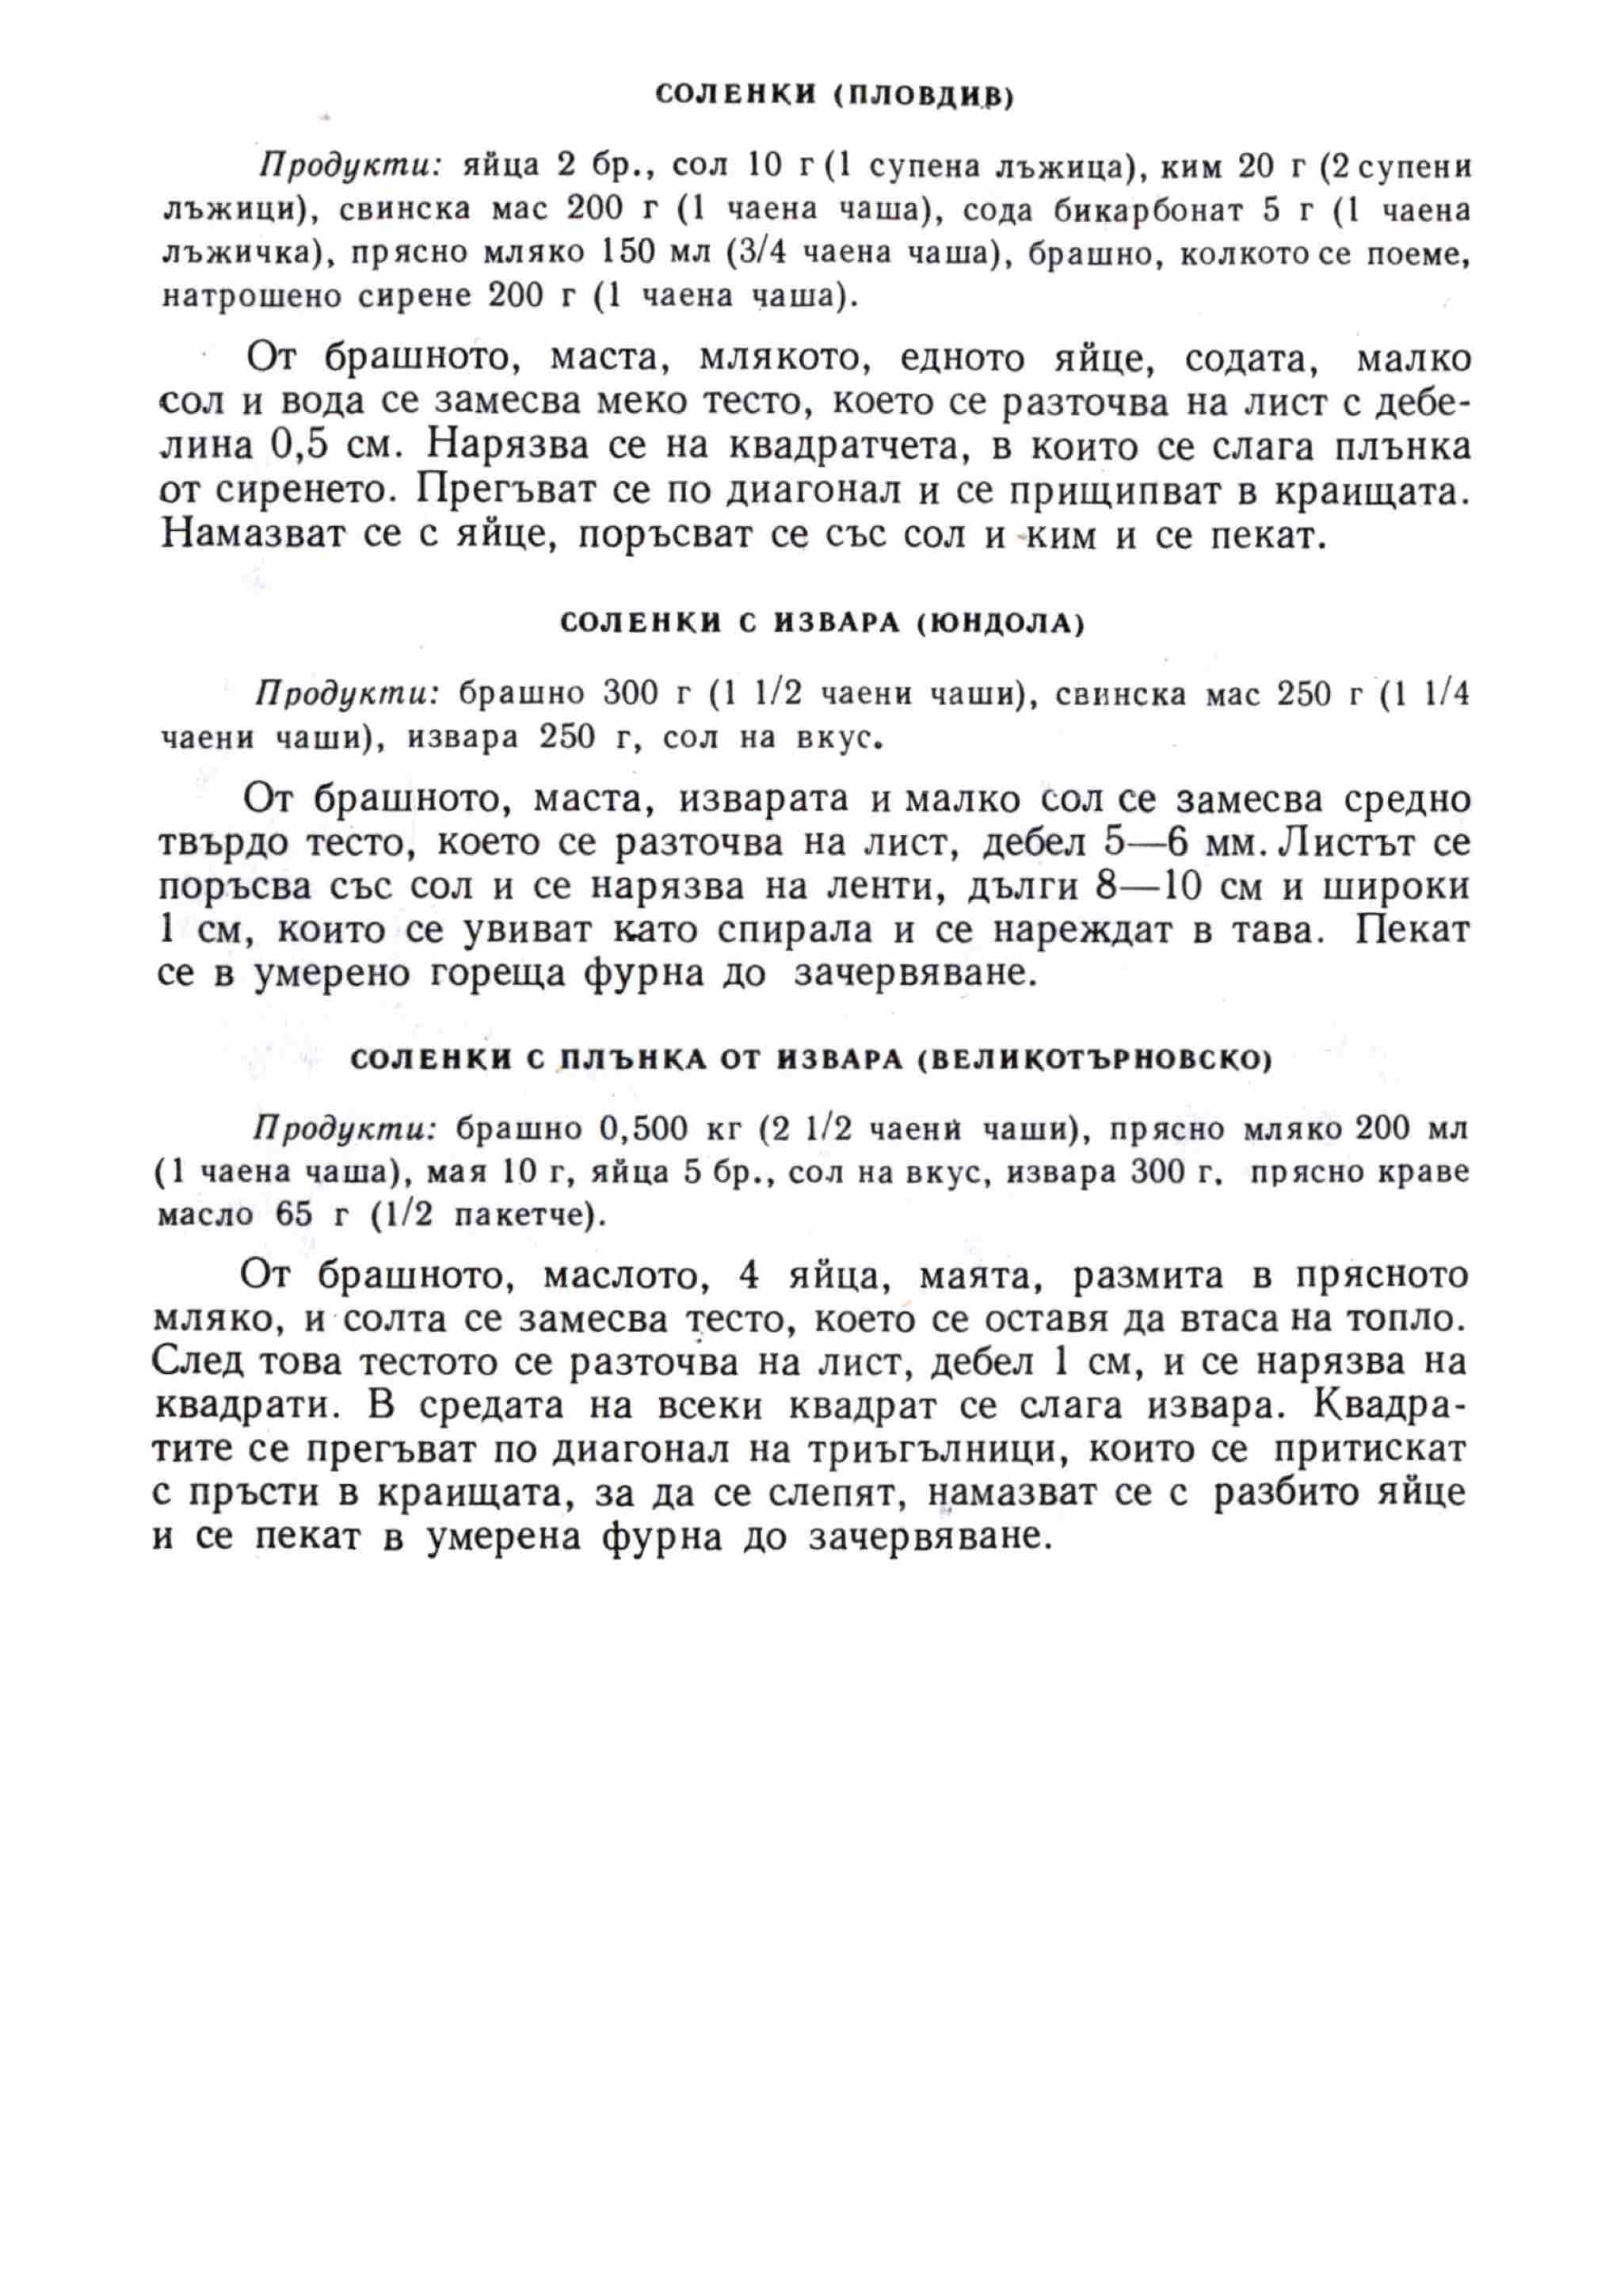 СОЛЕНКИ (ПЛОВДИВ)
Продукти: яйца 2 бр., сол 10 г (1 супена лъжица), ким 20 г (2 супени
лъжици), свинска мас 200 г (1 чаена чаша), сода бикарбонат 5 г (1 чаена
лъжичка), прясно мляко 150 мл (3/4 чаена чаша), брашно, колкото се поеме,
натрошено сирене 200 г (1 чаена чаша).
От брашното, маста, млякото, едното яйце, содата, малко
сол и вода се замесва меко тесто, което се разточва на лист с дебе-
лина 0,5 см. Нарязва се на квадратчета, в които се слага плънка
от сиренето. Прегъват се по диагонал и се прищипват в краищата.
Намазват се с яйце, поръсват се със сол и ким и се пекат.
СОЛЕНКИ С ИЗВАРА (ЮНДОЛА)
Продукти: брашно 300 г (1 1/2 чаени чаши), свинска мас 250 г (1 1/4
чаени чаши), извара 250 г, сол на вкус.
От брашното, маста, изварата и малко сол се замесва средно
твърдо тесто, което се разточва на лист, дебел 5—6 мм. Листът се
поръсва със сол и се нарязва на ленти, дълги 8—10 см и широки
1 см, които се увиват като спирала и се нареждат в тава. Пекат
се в умерено гореща фурна до зачервяване.
СОЛЕНКИ С ПЛЪНКА ОТ ИЗВАРА (ВЕЛИКОТЪРНОВСКО)
Продукти: брашно 0,500 кг (2 1/2 чаени чаши), прясно мляко 200 мл
(1 чаена чаша), мая 10 г, яйца 5 бр., сол на вкус, извара 300 г. прясно краве
масло 65 г (1/2 пакетче).
От брашното, маслото, 4 яйца, маята, размита в прясното
мляко, и солта се замесва тесто, което се оставя да втаса на топло.
След това тестото се разточва на лист, дебел 1 см, и се нарязва на
квадрати. В средата на всеки квадрат се слага извара. Квадра-
тите се прегъват по диагонал на триъгълници, които се притискат
с пръсти в краищата, за да се слепят, намазват се с разбито яйце
и се пекат в умерена фурна до зачервяване.